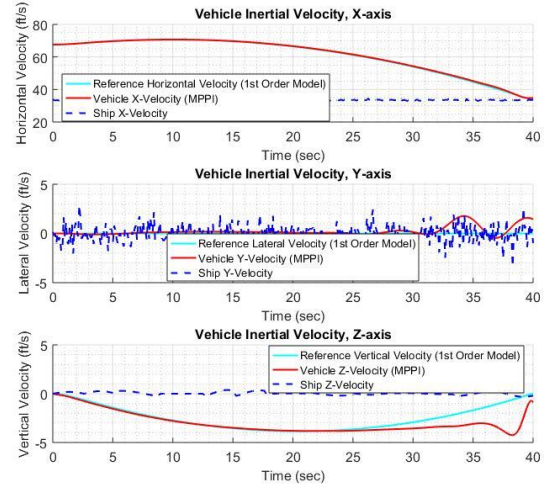 Vehicle Inertial Velocity, X-axis
Horizontal Velocity (ft/s)
80
60
40
20
Reference Horizontal Velocity (1st Order Model)
Vehicle X-Velocity (MPPI)
Ship X-Velocity
0 5 10 15 20 25 30 35 40
Time (sec)
Vehicle Inertial Velocity, Y-axis
Lateral Velocity (ft/s)
5
0
-5
Reference Lateral Velocity (1st Order Model)
Vehicle Y-Velocity (MPPI)
Ship Y-Velocity
0 5 10 15 20 25 30 35 40
Time (sec)
Vehicle Inertial Velocity, Z-axis
Vertical Velocity (ft/s)
5
0
-5
Reference Vertical Velocity (1st Order Model)
Vehicle Z-Velocity (MPPI)
Ship Z-Velocity
0 5 10 15 20 25 30 35 40
Time (sec)